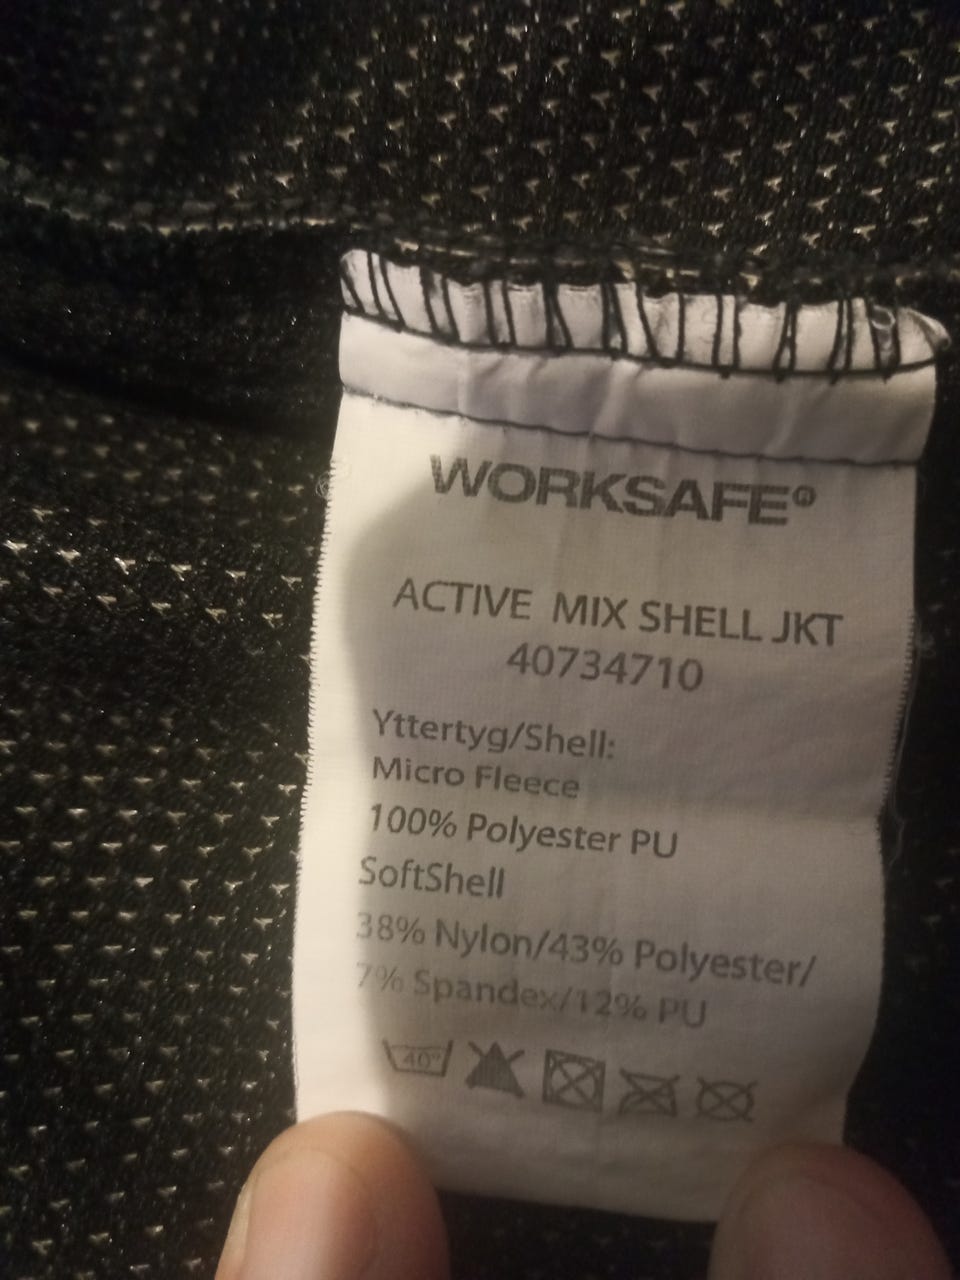 WORKSAFE®
ACTIVE MIX SHELL JKT
40734710
Yttertyg/Shell:
Micro Fleece
100% Polyester PU
SoftShell
38% Nylon/43% Polyester/
7% Spandex/12% PU
40°